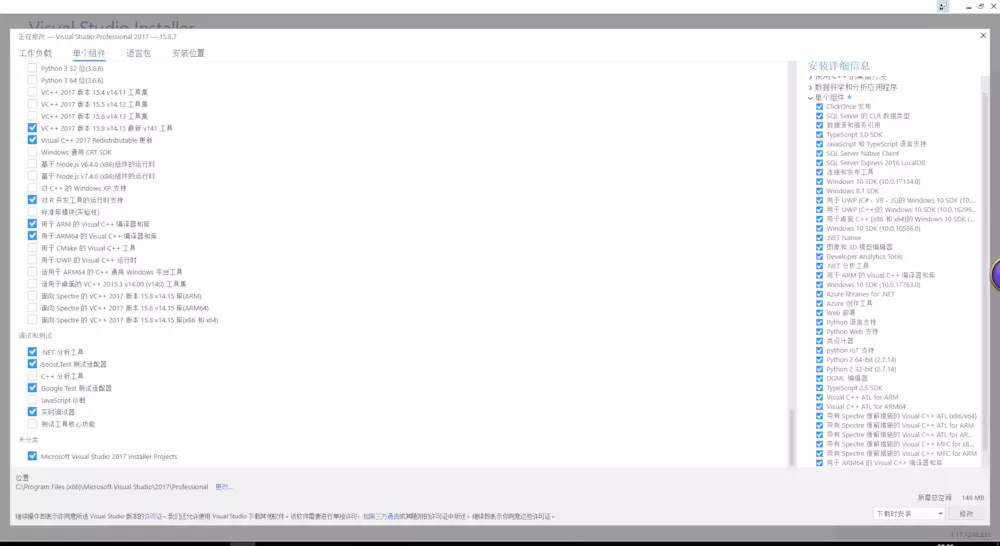 Visual Studio Installer
正在修改 — Visual Studio Professional 2017 — 15.8.7
工作负载 单个组件 语言包 安装位置
Python 3 32 位(3.6.6)
Python 3 64 位(3.6.6)
VC++ 2017 版本 15.4 v14.11 工具集
VC++ 2017 版本 15.5 v14.12 工具集
VC++ 2017 版本 15.6 v14.13 工具集
VC++ 2017 版本 15.8 v14.15 最新 v141 工具
Visual C++ 2017 Redistributable 更新
Windows 通用 CRT SDK
基于 Node.js v6.4.0 (x86)组件的运行时
基于 Node.js v7.4.0 (x86)组件的运行时
对 C++ 的 Windows XP 支持
对 R 开发工具的运行时支持
标准库模块(实验性)
用于 ARM 的 Visual C++ 编译器和库
用于 ARM64 的 Visual C++ 编译器和库
用于 CMake 的 Visual C++ 工具
用于 UWP 的 Visual C++ 运行时
适用于 ARM64 的 C++ 通用 Windows 平台工具
适用于桌面的 VC++ 2015.3 v14.00 (v140) 工具集
面向 Spectre 的 VC++ 2017 版本 15.8 v14.15 库(ARM)
面向 Spectre 的 VC++ 2017 版本 15.8 v14.15 库(ARM64)
面向 Spectre 的 VC++ 2017 版本 15.8 v14.15 库(x86 和 x64)
调试和测试
.NET 分析工具
Boost.Test 测试适配器
C++ 分析工具
Google Test 测试适配器
JavaScript 诊断
实时调试器
测试工具核心功能
未分类
Microsoft Visual Studio 2017 Installer Projects
安装详细信息
使用 C++ 的桌面开发
数据科学和分析应用程序
单个组件 *
ClickOnce 发布
SQL Server 的 CLR 数据类型
数据源和服务引用
TypeScript 3.0 SDK
JavaScript 和 TypeScript 语言支持
SQL Server Native Client
SQL Server Express 2016 LocalDB
连接和发布工具
Windows 10 SDK (10.0.17134.0)
Windows 8.1 SDK
用于 UWP (C# - VB - JS)的 Windows 10 SDK (10....
用于 UWP (C++)的 Windows 10 SDK (10.0.16299...
用于桌面 C++ [x86 和 x64]的 Windows 10 SDK (...
Windows 10 SDK (10.0.10586.0)
.NET Native
图像和 3D 模型编辑器
Developer Analytics Tools
.NET 分析工具
用于 ARM 的 Visual C++ 编译器和库
Windows 10 SDK (10.0.17763.0)
Azure libraries for .NET
Azure 创作工具
Web 部署
Python 语言支持
Python Web 支持
类设计器
python IoT 支持
Python 2 64-bit (2.7.14)
Python 2 32-bit (2.7.14)
DGML 编辑器
TypeScript 2.5 SDK
Visual C++ ATL for ARM
Visual C++ ATL for ARM64
带有 Spectre 缓解措施的 Visual C++ ATL (x86/x64)
带有 Spectre 缓解措施的 Visual C++ ATL for ARM
带有 Spectre 缓解措施的 Visual C++ ATL for AR...
带有 Spectre 缓解措施的 Visual C++ MFC for x8...
带有 Spectre 缓解措施的 Visual C++ MFC for ARM
用于 ARM64 的 Visual C++ 编译器和库
位置
C:\Program Files (x86)\Microsoft Visual Studio\2017\Professional 更改...
所需总空间 149 MB
继续操作即表示你同意所选 Visual Studio 版本的许可证。我们还允许使用 Visual Studio 下载其他软件。该软件需要进行单独许可，如第三方通告或其随附的许可证中所述。继续即表示你同意这些许可证。
下载时安装 修改